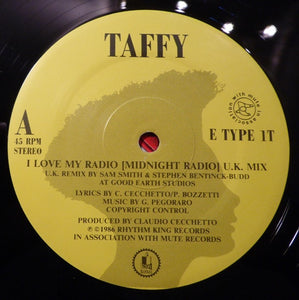 TAFFY
A
45 RPM
STEREO
E TYPE 1T
I LOVE MY RADIO [MIDNIGHT RADIO] U.K. MIX
U.K. REMIX BY SAM SMITH & STEPHEN BENTINCK-BUDD
AT GOOD EARTH STUDIOS
LYRICS BY C. CECCHETTO/P. BOZZETTI
MUSIC BY G. PEGORARO
COPYRIGHT CONTROL
PRODUCED BY CLAUDIO CECCHETTO
℗©1986 RHYTHM KING RECORDS
IN ASSOCIATION WITH MUTE RECORDS